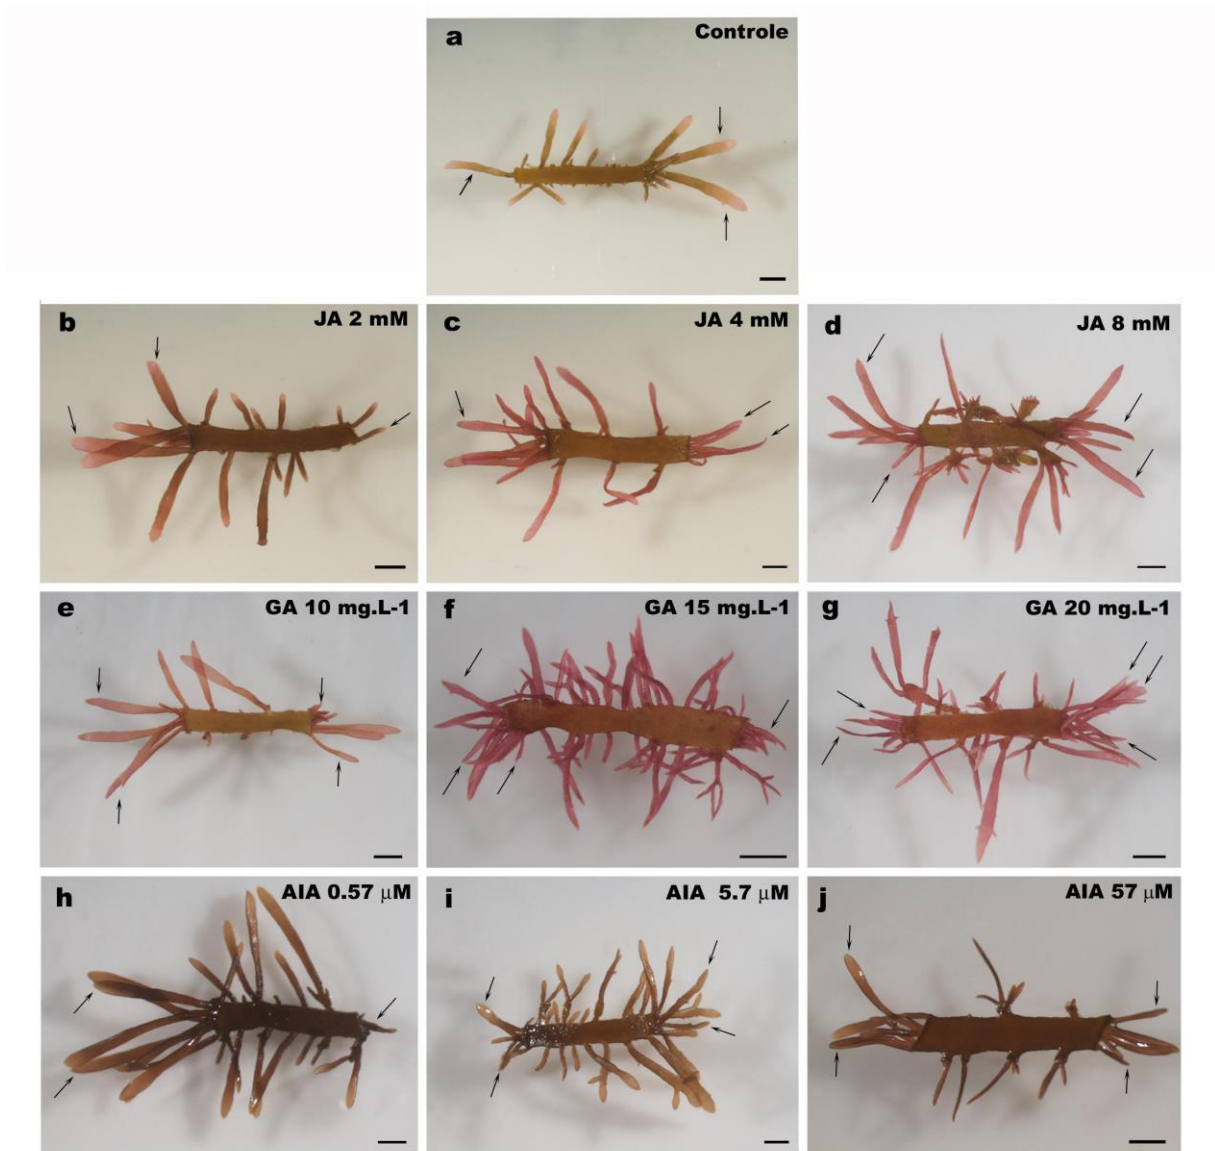 a Controle
b JA 2 mM
c JA 4 mM
d JA 8 mM
e GA 10 mg.L-1
f GA 15 mg.L-1
g GA 20 mg.L-1
h AIA 0.57 µM
i AIA 5.7 µM
j AIA 57 µM